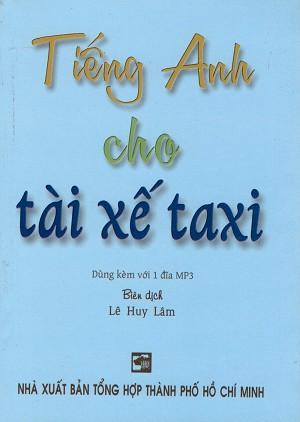 Tiếng Anh
cho
tài xế taxi
Dùng kèm với 1 đĩa MP3
Biên dịch
Lê Huy Lâm
NHÀ XUẤT BẢN TỔNG HỢP THÀNH PHỐ HỒ CHÍ MINH